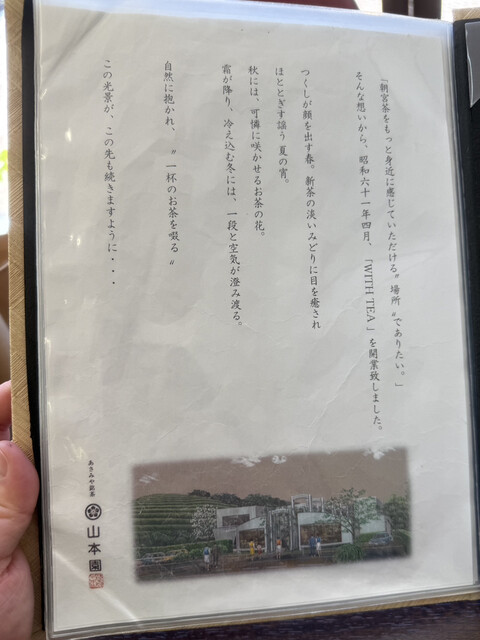 「朝宮茶をもっと身近に感じていただける〝場所〟でありたい。」
そんな想いから、昭和六十一年四月、「WITH TEA」を開業致しました。
つくしが顔を出す春。新茶の淡いみどりに目を癒され
ほととぎす謡う 夏の宵。
秋には、可憐に咲かせるお茶の花。
霜が降り、冷え込む冬には、一段と空気が澄み渡る。
自然に抱かれ、〝一杯のお茶を啜る〟
この光景が、この先も続きますように・・・
あさみや銘茶
山本園